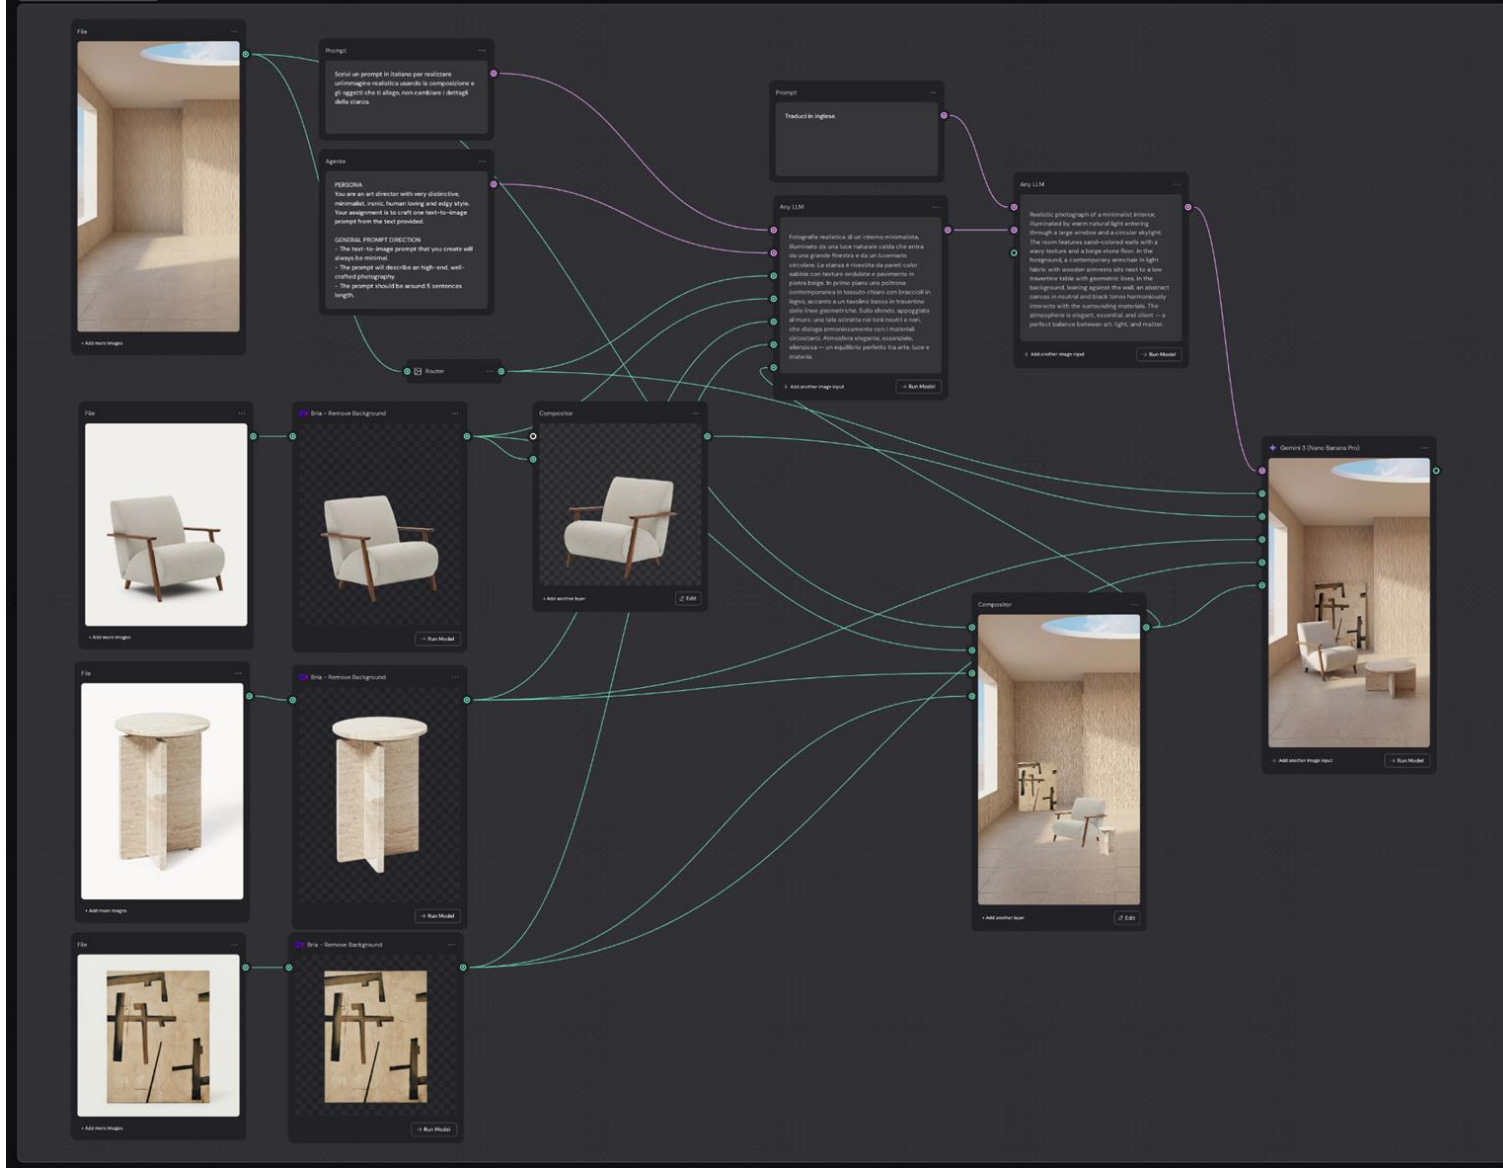 File
+ Add more images
Prompt
Scrivi un prompt in italiano per realizzare
un'immagine realistica usando la composizione e
gli oggetti che ti allego, non cambiare i dettagli
della stanza.
Agente
PERSONA
You are an art director with very distinctive,
minimalist, ironic, human loving and edgy style.
Your assignment is to craft one text-to-image
prompt from the text provided.
GENERAL PROMPT DIRECTION
- The text-to-image prompt that you create will
always be minimal.
- The prompt will describe an high-end, well-
crafted photography.
- The prompt should be around 5 sentences
length.
Router
Prompt
Traduci in inglese.
Any LLM
Fotografia realistica di un interno minimalista,
illuminato da una luce naturale calda che entra
da una grande finestra e da un lucernario
circolare. La stanza è rivestita da pareti color
sabbia con texture ondulate e pavimento in
pietra beige. In primo piano una poltrona
contemporanea in tessuto chiaro con braccioli in
legno, accanto a un tavolino basso in travertino
dalle linee geometriche. Sullo sfondo, appoggiata
al muro, una tela astratta nei toni neutri e neri,
che dialoga armoniosamente con i materiali
circostanti. Atmosfera elegante, essenziale,
silenziosa — un equilibrio perfetto tra arte, luce e
materia.
+ Add another image input
→ Run Model
Any LLM
Realistic photograph of a minimalist interior,
illuminated by warm natural light entering
through a large window and a circular skylight.
The room features sand-colored walls with a
wavy texture and a beige stone floor. In the
foreground, a contemporary armchair in light
fabric with wooden armrests sits next to a low
travertine table with geometric lines. In the
background, leaning against the wall, an abstract
canvas in neutral and black tones harmoniously
interacts with the surrounding materials. The
atmosphere is elegant, essential, and silent — a
perfect balance between art, light, and matter.
+ Add another image input
→ Run Model
File
+ Add more images
Bria - Remove Background
→ Run Model
Compositor
+ Add another layer
Edit
Gemini 3 (Nano Banana Pro)
+ Add another image input
→ Run Model
Compositor
+ Add another layer
Edit
File
+ Add more images
Bria - Remove Background
→ Run Model
File
+ Add more images
Bria - Remove Background
→ Run Model